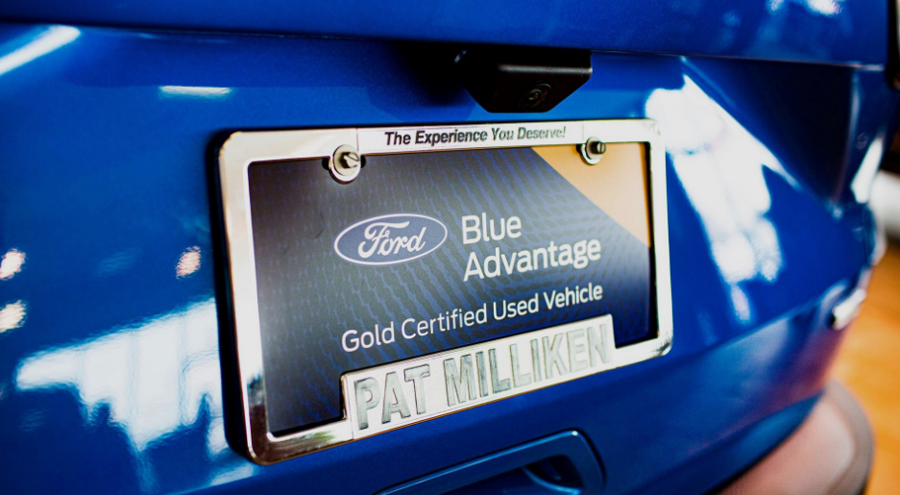 The Experience You Deserve!
Ford
Blue
Advantage
Gold Certified Used Vehicle
PAT MILLIKEN